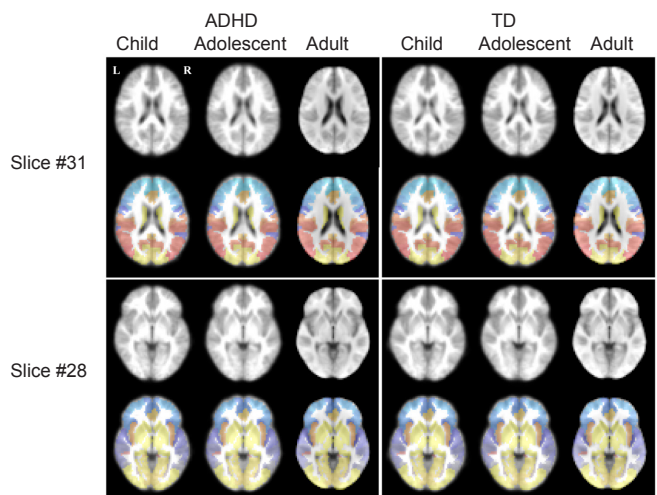 ADHD TD
Child Adolescent Adult Child Adolescent Adult
L R
Slice #31
Slice #28